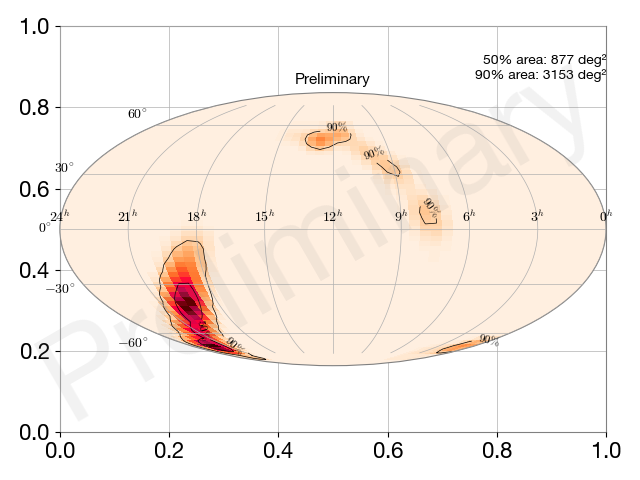 1.0
50% area: 877 deg²
90% area: 3153 deg²
Preliminary
0.8
60°
90%
90%
30°
0.6
90%
24h 21h 18h 15h 12h 9h 6h 3h 0h
0°
0.4
−30°
−60°
90%
90%
0.2
0.0
0.0 0.2 0.4 0.6 0.8 1.0
Preliminary